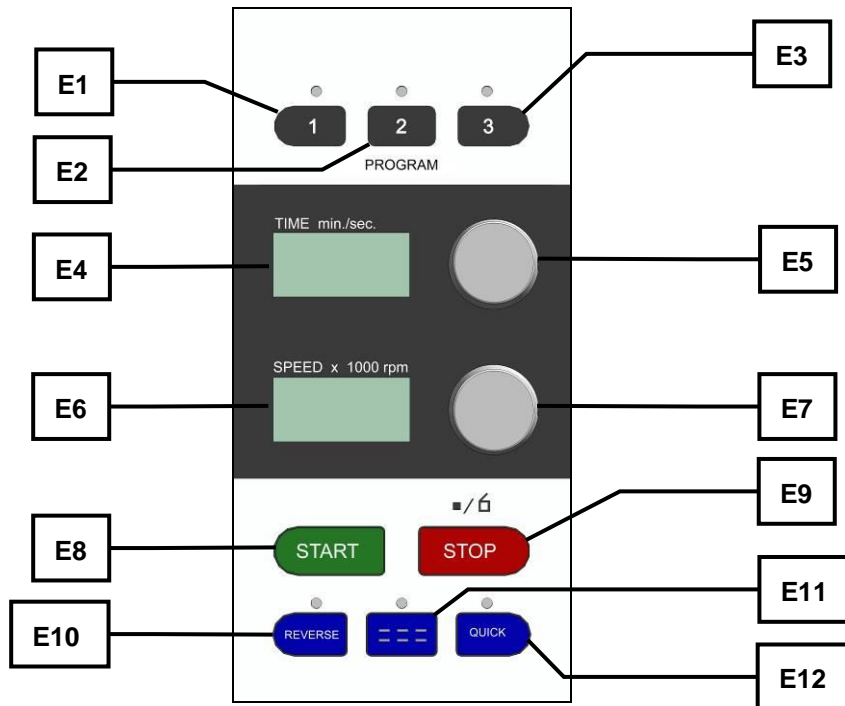 E1
E3
1 2 3
E2
PROGRAM
TIME min./sec.
E4
E5
SPEED x 1000 rpm
E6
E7
E9
START STOP
E8
E11
REVERSE QUICK
E10
E12